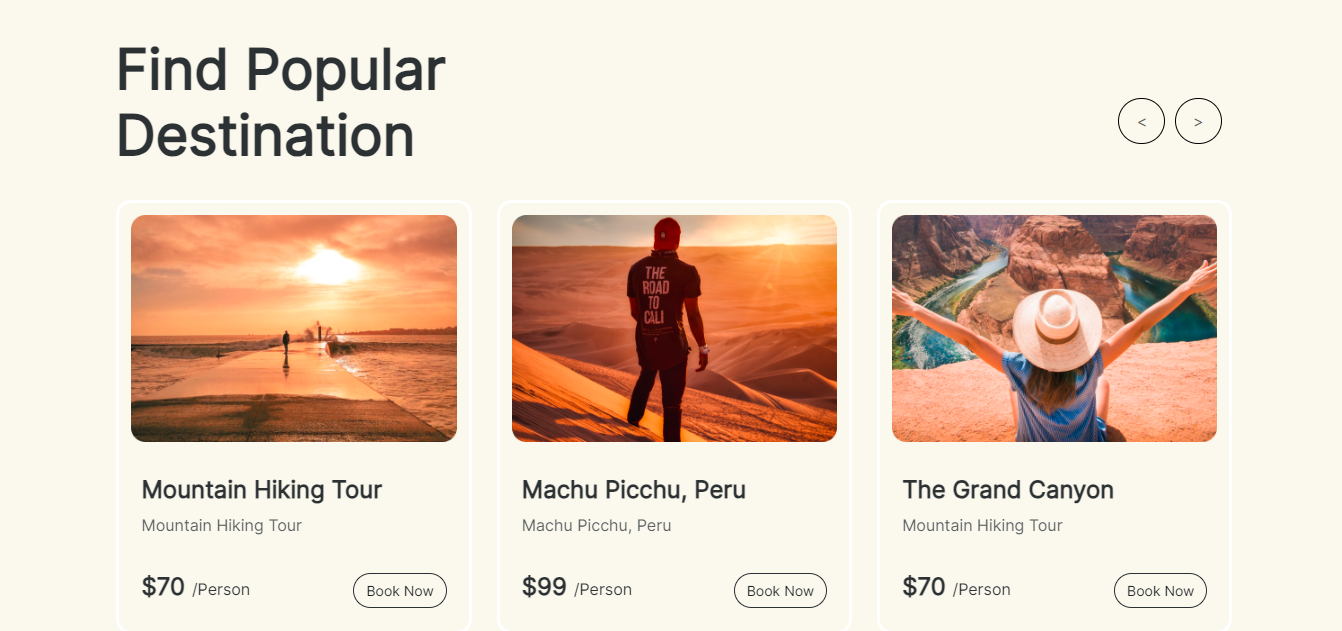 Find Popular
Destination
< >
THE
ROAD
TO
CALI
Mountain Hiking Tour
Mountain Hiking Tour
$70 /Person
Book Now
Machu Picchu, Peru
Machu Picchu, Peru
$99 /Person
Book Now
The Grand Canyon
Mountain Hiking Tour
$70 /Person
Book Now